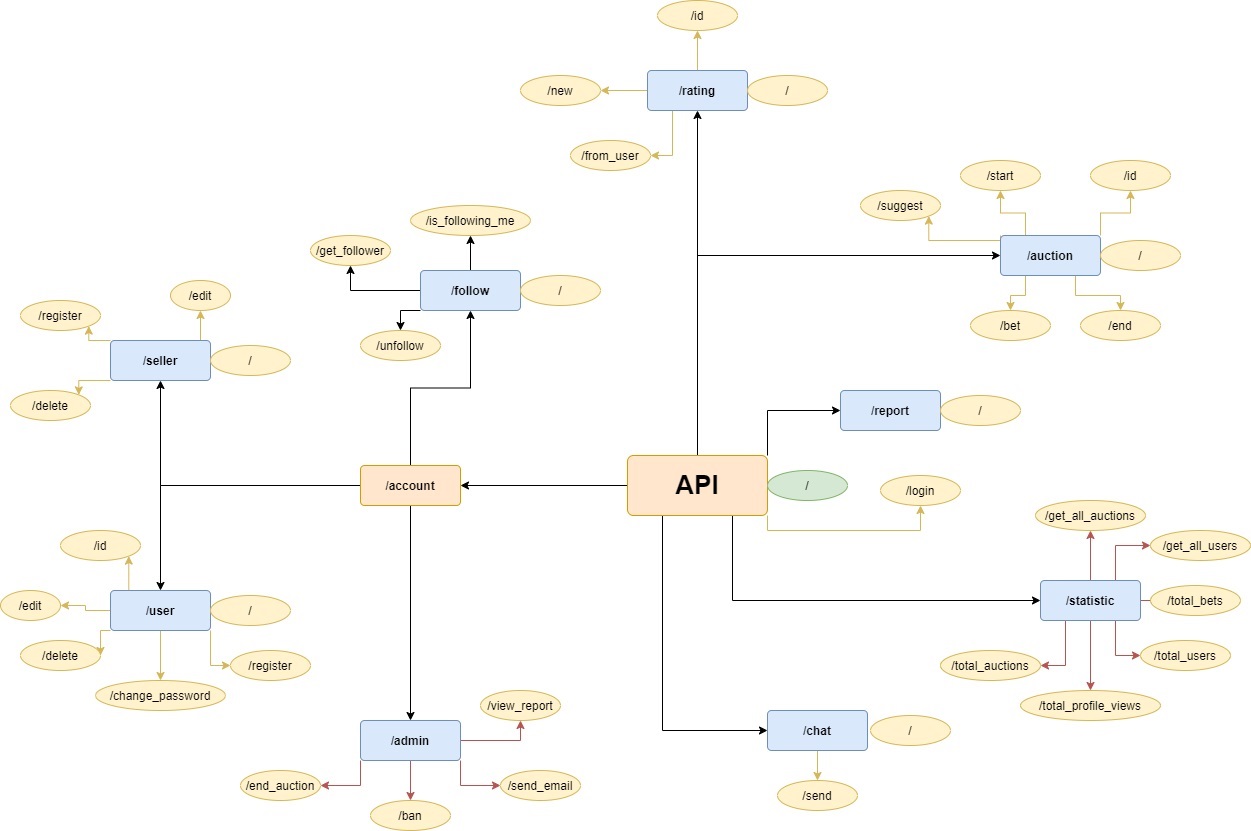 /id
/new
/rating
/
/from_user
/start
/id
/suggest
/is_following_me
/get_follower
/auction
/
/follow
/
/edit
/register
/bet
/end
/unfollow
/seller
/
/delete
/report
/
/account
API
/
/login
/get_all_auctions
/id
/get_all_users
/edit
/user
/
/statistic
/total_bets
/delete
/register
/total_auctions
/total_users
/change_password
/view_report
/total_profile_views
/admin
/chat
/
/end_auction
/send_email
/send
/ban